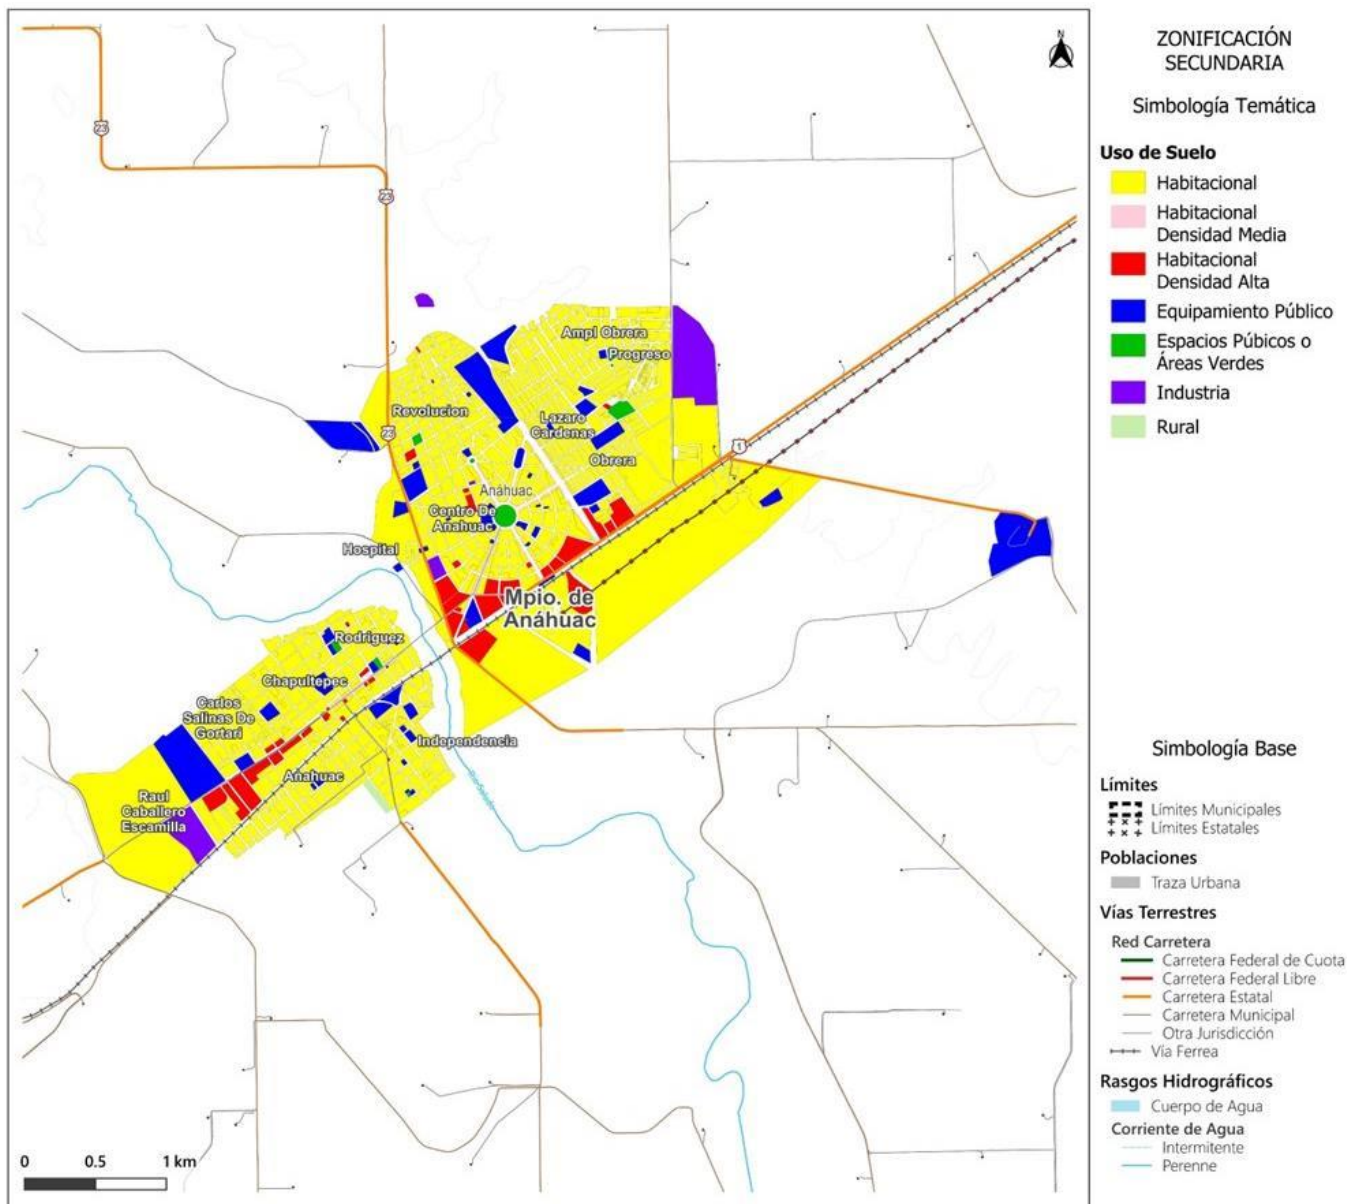 N
23
23
23
1
Ampl Obrera
Progreso
Revolucion
Lazaro
Cardenas
Obrera
Anáhuac
Centro De
Anahuac
Hospital
Mpio. de
Anáhuac
Rodriguez
Chapultepec
Carlos
Salinas De
Gortari
Independencia
Anahuac
Raul
Caballero
Escamilla
Río Salado
0 0.5 1 km
ZONIFICACIÓN
SECUNDARIA
Simbología Temática
Uso de Suelo
Habitacional
Habitacional
Densidad Media
Habitacional
Densidad Alta
Equipamiento Público
Espacios Púbicos o
Áreas Verdes
Industria
Rural
Simbología Base
Límites
Límites Municipales
Límites Estatales
Poblaciones
Traza Urbana
Vías Terrestres
Red Carretera
Carretera Federal de Cuota
Carretera Federal Libre
Carretera Estatal
Carretera Municipal
Otra Jurisdicción
Vía Ferrea
Rasgos Hidrográficos
Cuerpo de Agua
Corriente de Agua
Intermitente
Perenne